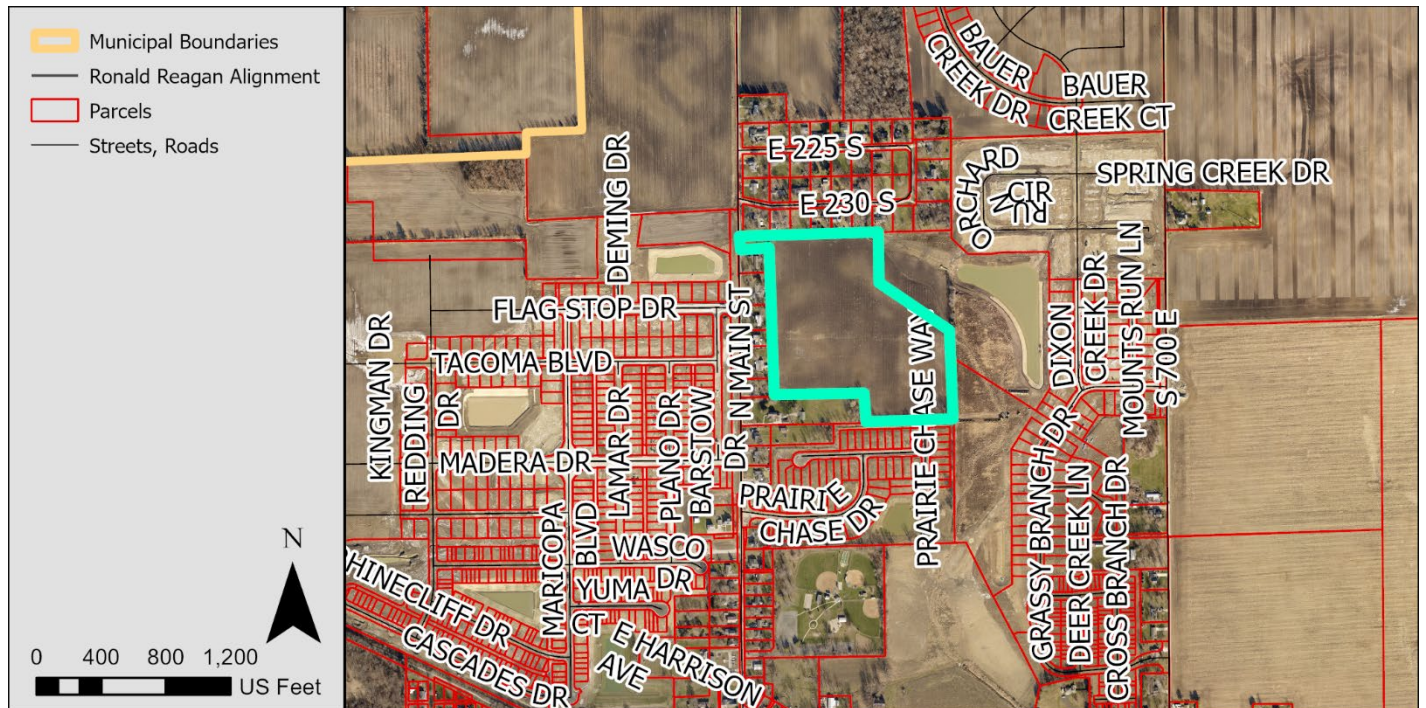 Municipal Boundaries
Ronald Reagan Alignment
Parcels
Streets, Roads
N
0 400 800 1,200
US Feet
BAUER
CREEK DR
BAUER
CREEK CT
E 225 S
E 230 S
ORCHARD
RUN
CIR
SPRING CREEK DR
DEMING DR
FLAG STOP DR
TACOMA BLVD
KINGMAN DR
REDDING
DR
MADERA DR
LAMAR DR
PLANO DR
BARSTOW
DR
N MAIN ST
PRAIRIE CHASE WAY
DIXON
CREEK DR
MOUNTS RUN LN
S 700 E
PRAIRIE
CHASE DR
MARICOPA
BLVD
WASCO
DR
YUMA
CT
HINECLIFF DR
CASCADES DR
E HARRISON
AVE
GRASSY BRANCH DR
DEER CREEK LN
CROSS BRANCH DR